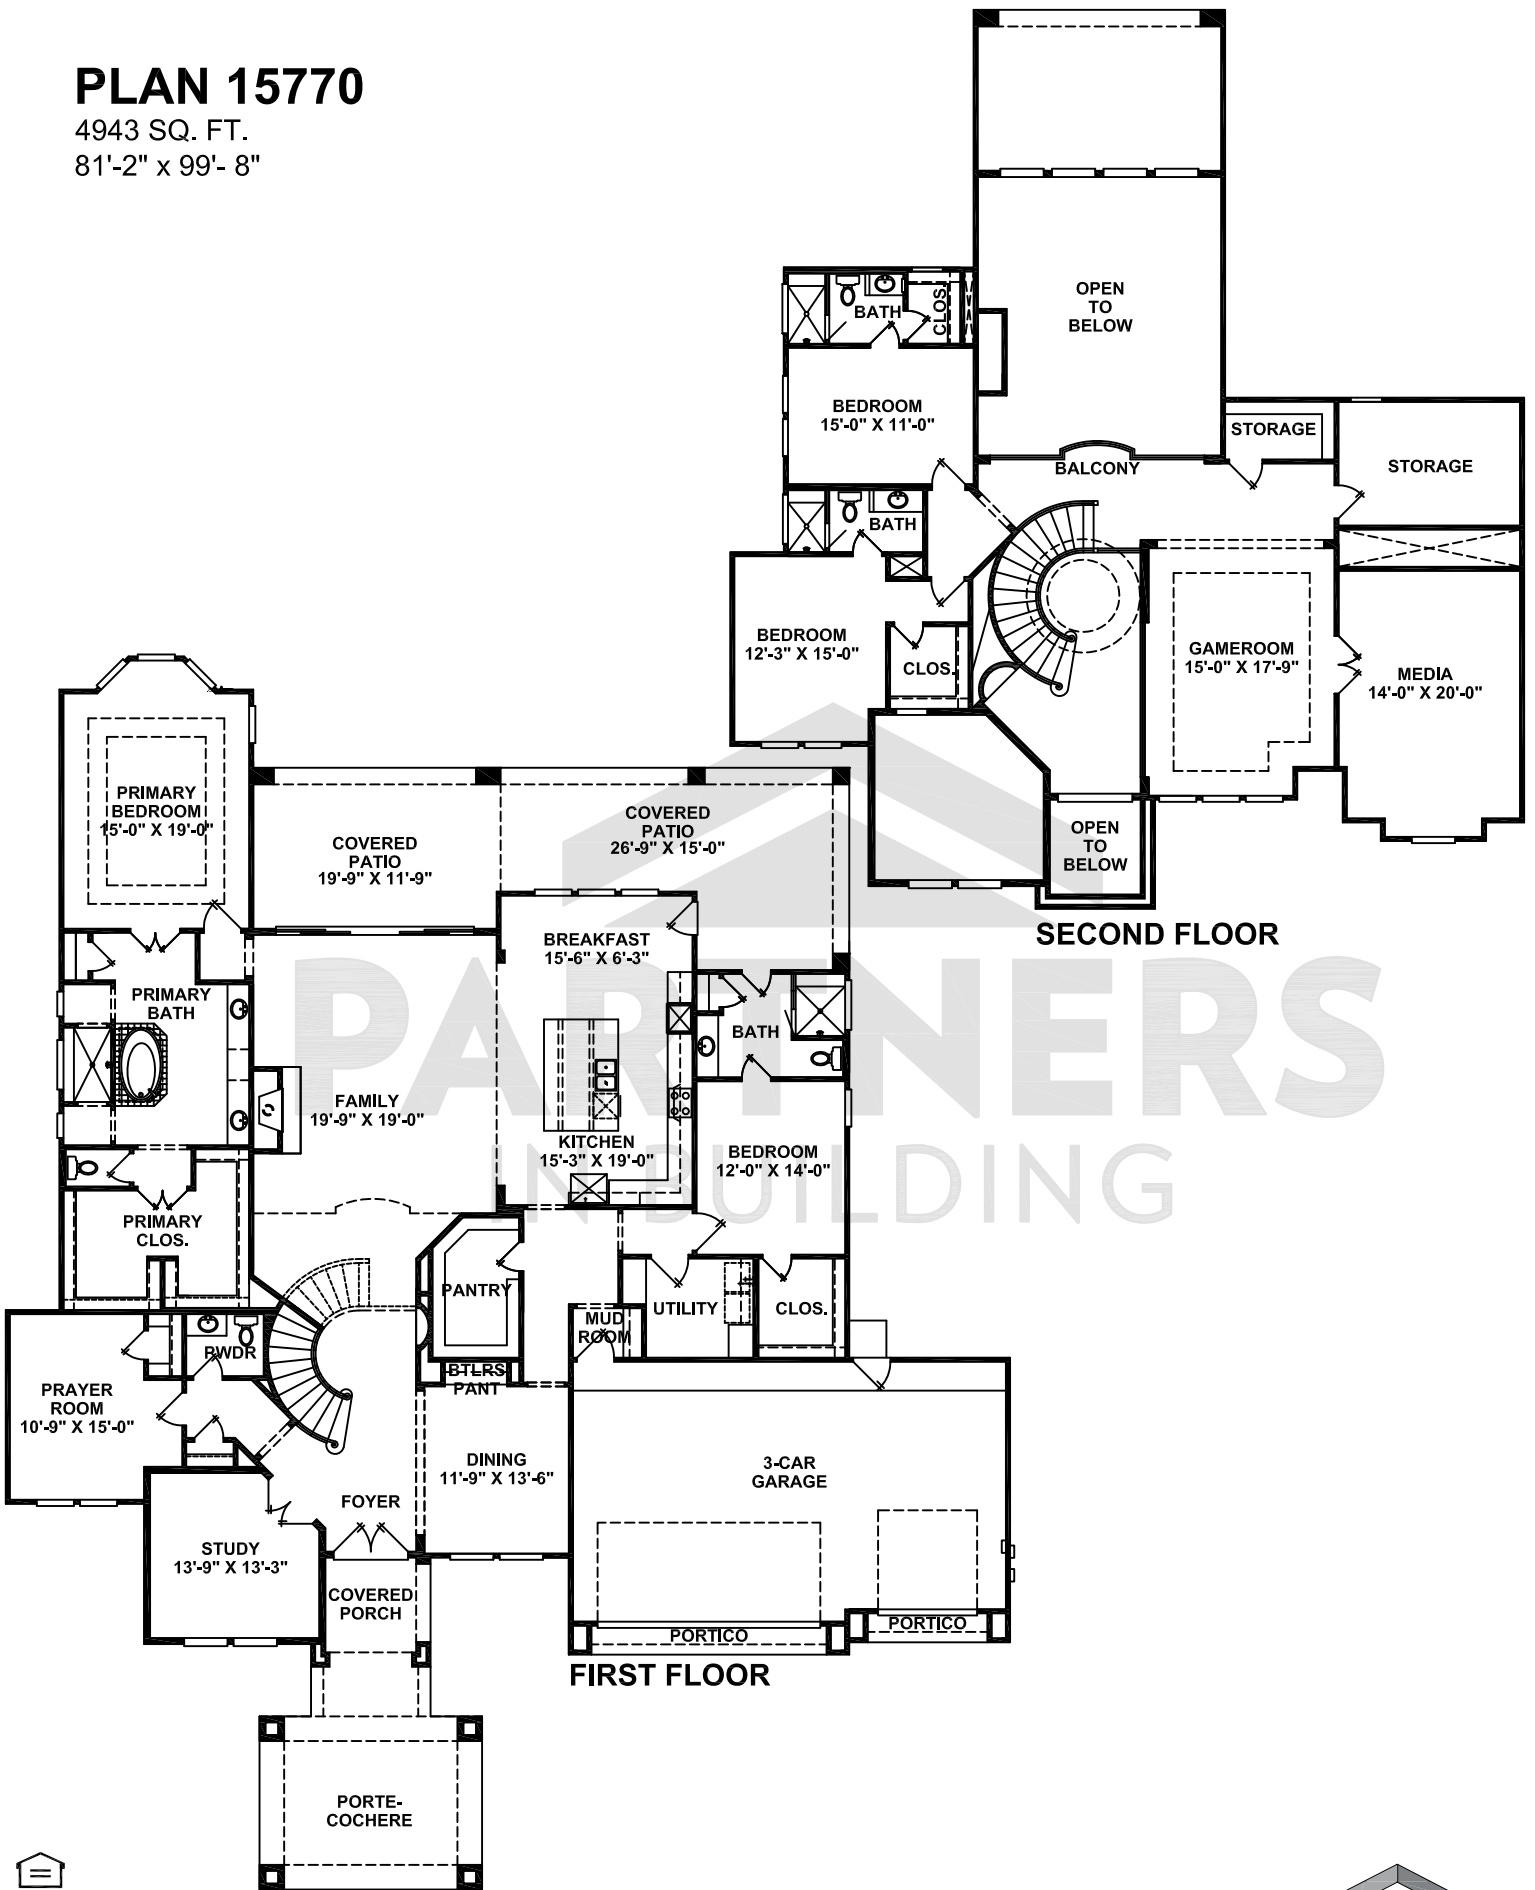 PLAN 15770
4943 SQ. FT.
81'-2" x 99'- 8"
OPEN
TO
BELOW
BATH
CLOS.
BEDROOM
15'-0" X 11'-0"
STORAGE
BALCONY
STORAGE
BATH
BEDROOM
12'-3" X 15'-0"
CLOS.
GAMEROOM
15'-0" X 17'-9"
MEDIA
14'-0" X 20'-0"
OPEN
TO
BELOW
SECOND FLOOR
PRIMARY
BEDROOM
15'-0" X 19'-0"
COVERED
PATIO
19'-9" X 11'-9"
COVERED
PATIO
26'-9" X 15'-0"
BREAKFAST
15'-6" X 6'-3"
PRIMARY
BATH
BATH
FAMILY
19'-9" X 19'-0"
KITCHEN
15'-3" X 19'-0"
BEDROOM
12'-0" X 14'-0"
PRIMARY
CLOS.
PANTRY
UTILITY
CLOS.
MUD
ROOM
PWDR
BTLRS
PANT
PRAYER
ROOM
10'-9" X 15'-0"
DINING
11'-9" X 13'-6"
3-CAR
GARAGE
FOYER
STUDY
13'-9" X 13'-3"
COVERED
PORCH
PORTICO
PORTICO
FIRST FLOOR
PORTE-
COCHERE
PARTNERS
IN BUILDING